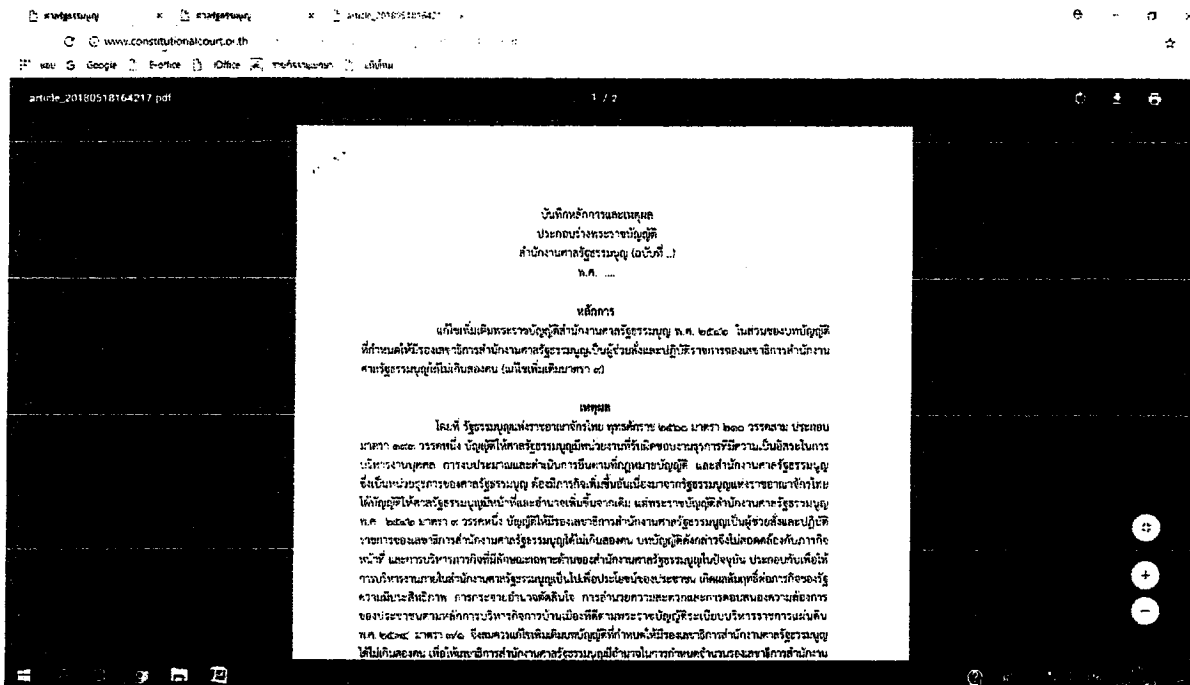 ศาลรัฐธรรมนูญ × ศาลรัฐธรรมนูญ × article_2018051816421 ×
www.constitutionalcourt.or.th
G Google E-office iOffice
article_20180518164217.pdf 1 / 2
บันทึกหลักการและเหตุผล
ประกอบร่างพระราชบัญญัติ
สำนักงานศาลรัฐธรรมนูญ (ฉบับที่ ..)
พ.ศ. ....
หลักการ
แก้ไขเพิ่มเติมพระราชบัญญัติสำนักงานศาลรัฐธรรมนูญ พ.ศ. ๒๕๔๒ ในส่วนของบทบัญญัติ
ที่กำหนดให้มีรองเลขาธิการสำนักงานศาลรัฐธรรมนูญเป็นผู้ช่วยสั่งและปฏิบัติราชการของเลขาธิการสำนักงาน
ศาลรัฐธรรมนูญได้ไม่เกินสองคน (แก้ไขเพิ่มเติมมาตรา ๙)
เหตุผล
โดยที่ รัฐธรรมนูญแห่งราชอาณาจักรไทย พุทธศักราช ๒๕๖๐ มาตรา ๒๑๐ วรรคสาม ประกอบ
มาตรา ๑๙๓ วรรคหนึ่ง บัญญัติให้ศาลรัฐธรรมนูญมีหน่วยงานที่รับผิดชอบงานธุรการที่มีความเป็นอิสระในการ
บริหารงานบุคคล การงบประมาณและดำเนินการอื่นตามที่กฎหมายบัญญัติ และสำนักงานศาลรัฐธรรมนูญ
ซึ่งเป็นหน่วยธุรการของศาลรัฐธรรมนูญ ต้องมีภารกิจเพิ่มขึ้นอันเนื่องมาจากรัฐธรรมนูญแห่งราชอาณาจักรไทย
ได้บัญญัติให้ศาลรัฐธรรมนูญมีหน้าที่และอำนาจเพิ่มขึ้นจากเดิม แต่พระราชบัญญัติสำนักงานศาลรัฐธรรมนูญ
พ.ศ. ๒๕๔๒ มาตรา ๙ วรรคหนึ่ง บัญญัติให้มีรองเลขาธิการสำนักงานศาลรัฐธรรมนูญเป็นผู้ช่วยสั่งและปฏิบัติ
ราชการของเลขาธิการสำนักงานศาลรัฐธรรมนูญได้ไม่เกินสองคน บทบัญญัติดังกล่าวจึงไม่สอดคล้องกับภารกิจ
หน้าที่ และการบริหารภารกิจที่มีลักษณะเฉพาะด้านของสำนักงานศาลรัฐธรรมนูญในปัจจุบัน ประกอบกับเพื่อให้
การบริหารงานภายในสำนักงานศาลรัฐธรรมนูญเป็นไปเพื่อประโยชน์ของประชาชน เกิดผลสัมฤทธิ์ต่อภารกิจของรัฐ
ความมีประสิทธิภาพ การกระจายอำนาจตัดสินใจ การอำนวยความสะดวกและการตอบสนองความต้องการ
ของประชาชนตามหลักการบริหารกิจการบ้านเมืองที่ดีตามพระราชบัญญัติระเบียบบริหารราชการแผ่นดิน
พ.ศ. ๒๕๓๔ มาตรา ๓/๑ จึงสมควรแก้ไขเพิ่มเติมบทบัญญัติที่กำหนดให้มีรองเลขาธิการสำนักงานศาลรัฐธรรมนูญ
ได้ไม่เกินสองคน เพื่อให้เลขาธิการสำนักงานศาลรัฐธรรมนูญมีอำนาจในการกำหนดจำนวนรองเลขาธิการสำนักงาน